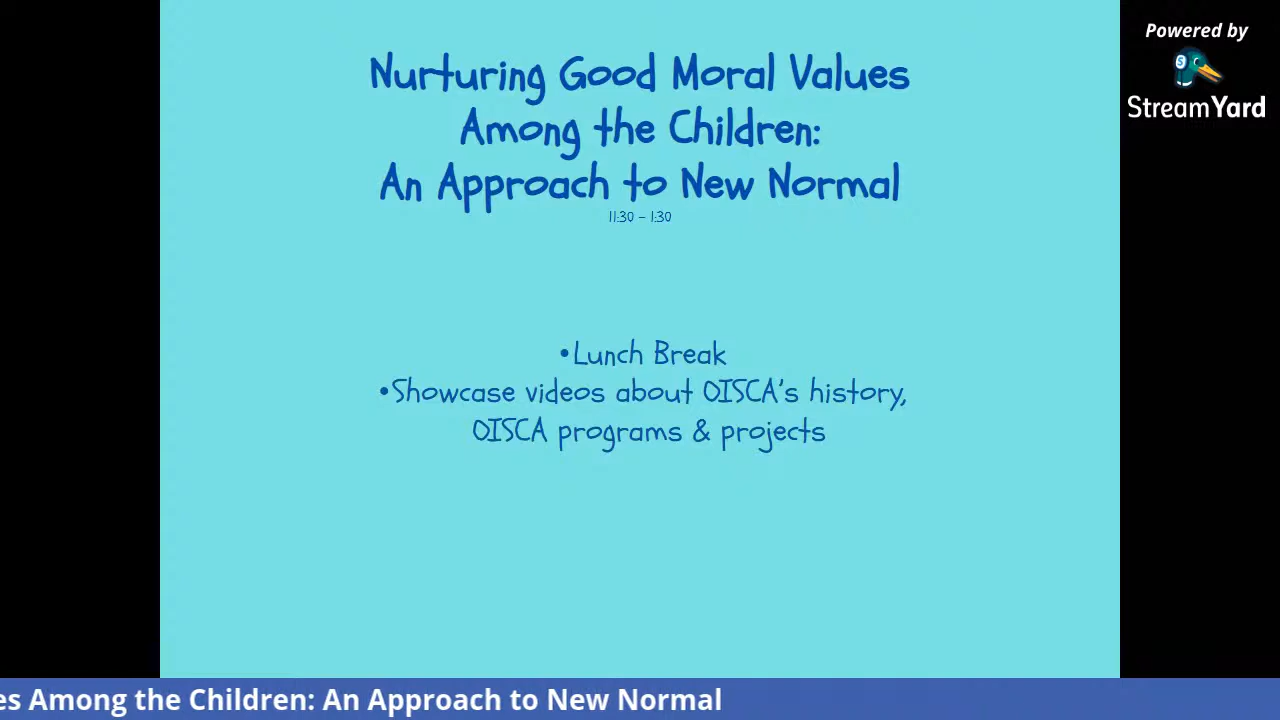 Powered by
StreamYard
Nurturing Good Moral Values
Among the Children:
An Approach to New Normal
11:30 – 1:30
•Lunch Break
•Showcase videos about OISCA's history,
OISCA programs & projects
es Among the Children: An Approach to New Normal